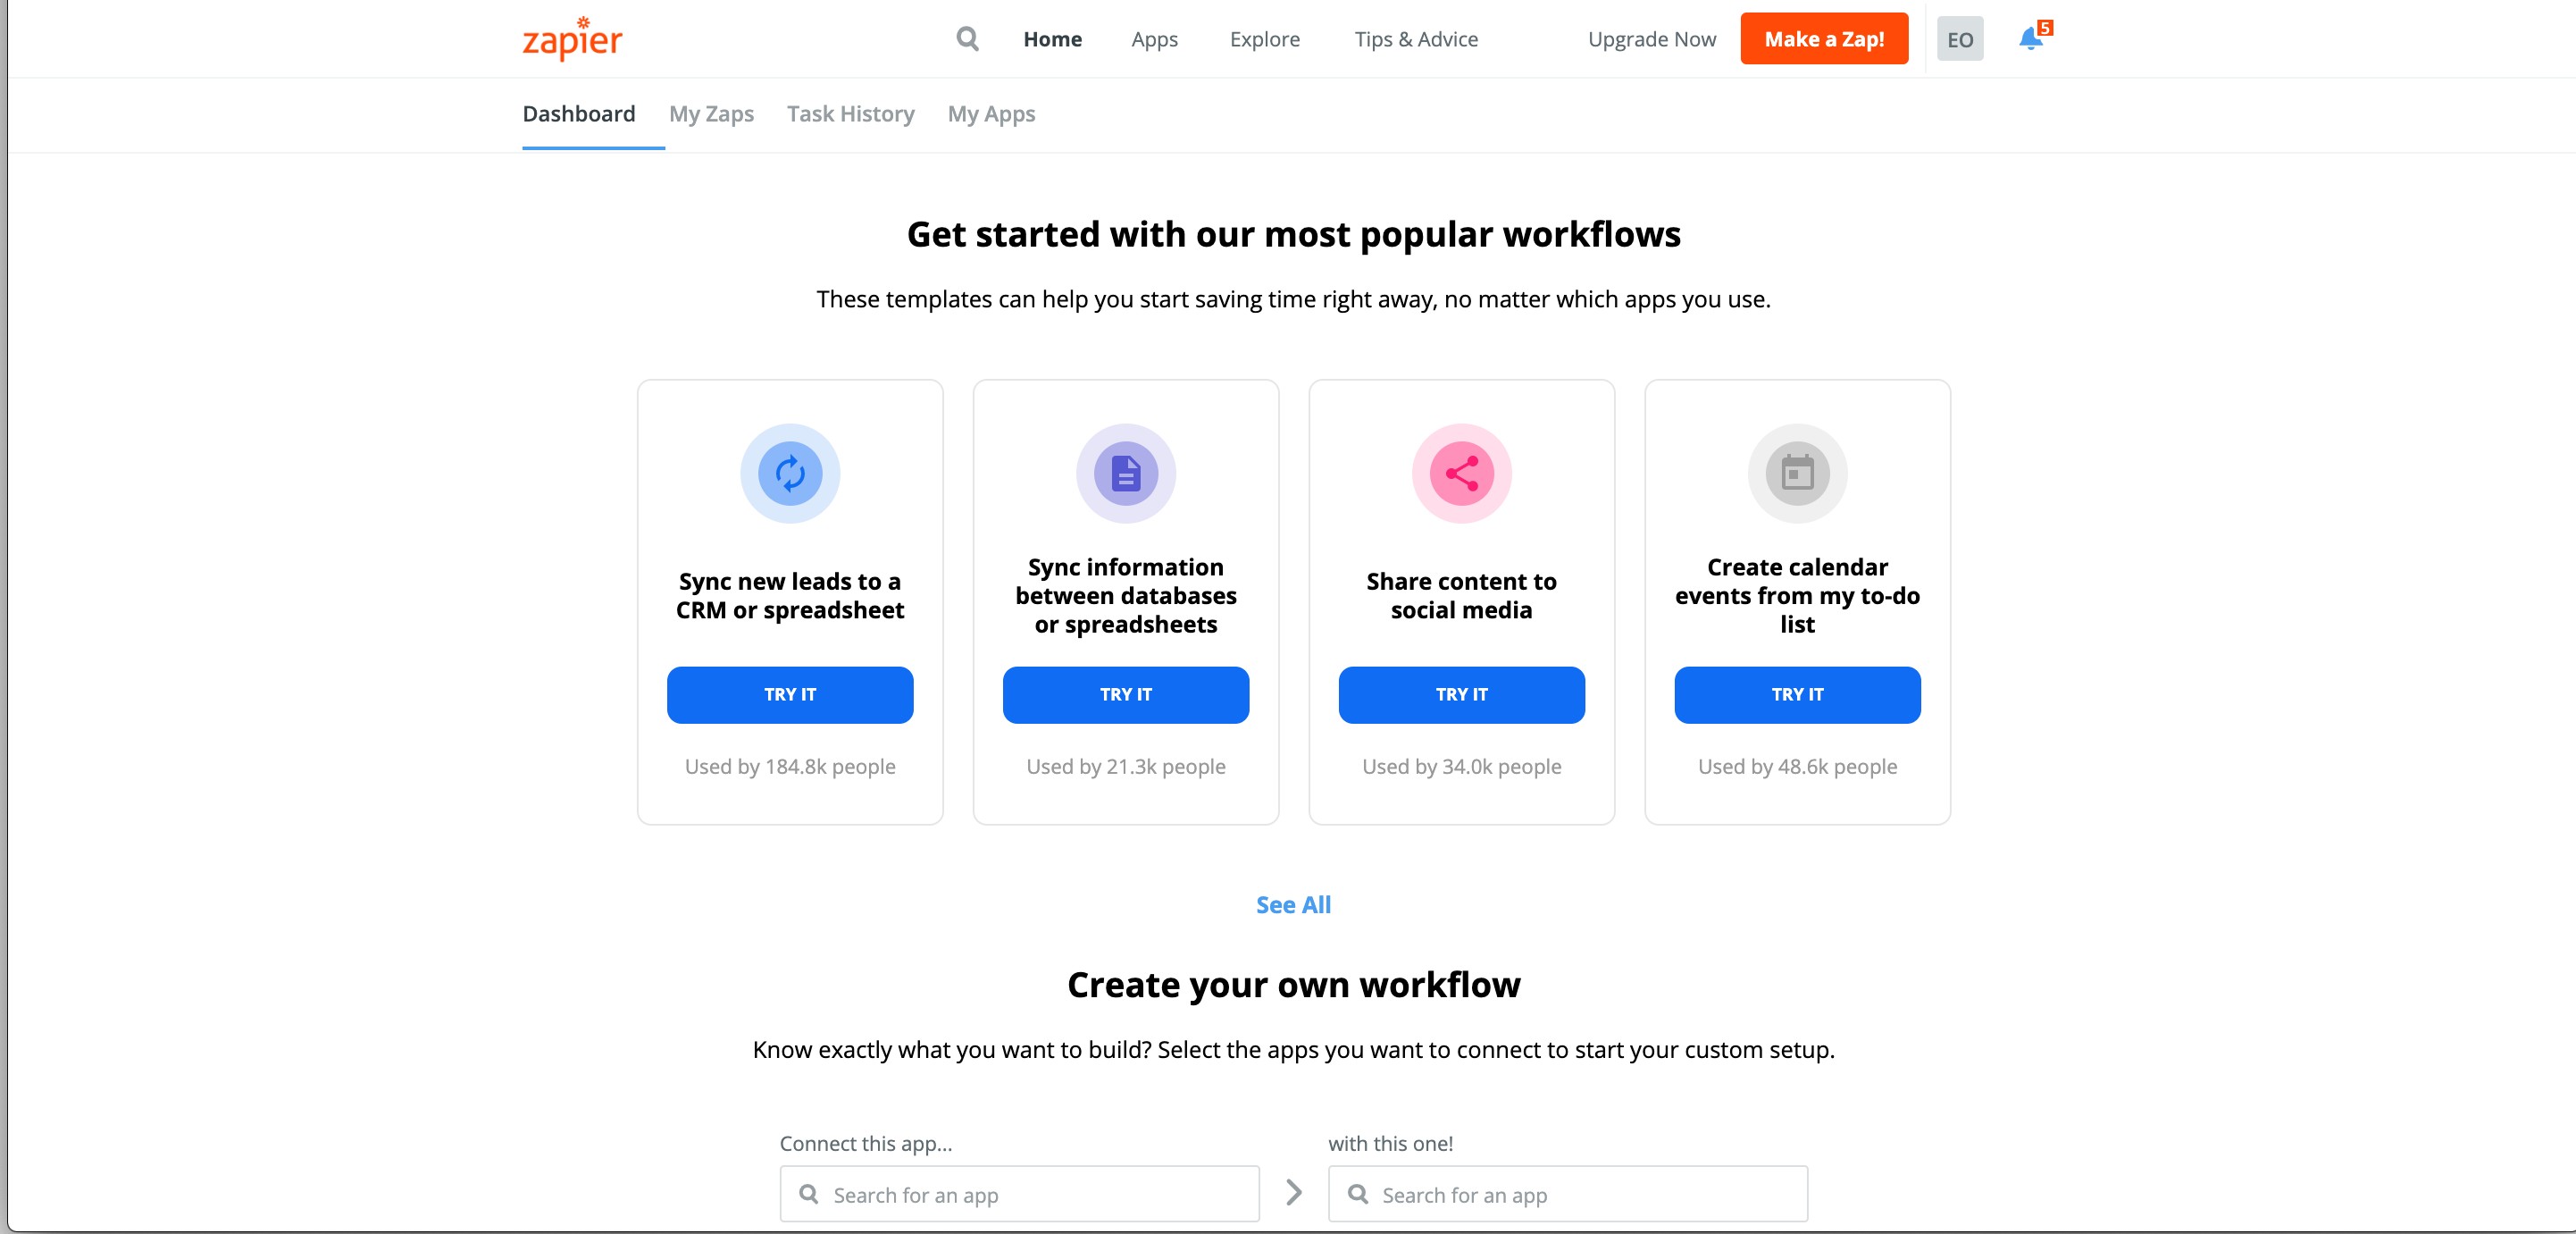 zapier
Home Apps Explore Tips & Advice Upgrade Now Make a Zap! EO 5
Dashboard My Zaps Task History My Apps
Get started with our most popular workflows
These templates can help you start saving time right away, no matter which apps you use.
Sync new leads to a
CRM or spreadsheet
TRY IT
Used by 184.8k people
Sync information
between databases
or spreadsheets
TRY IT
Used by 21.3k people
Share content to
social media
TRY IT
Used by 34.0k people
Create calendar
events from my to-do
list
TRY IT
Used by 48.6k people
See All
Create your own workflow
Know exactly what you want to build? Select the apps you want to connect to start your custom setup.
Connect this app...
Search for an app
with this one!
Search for an app